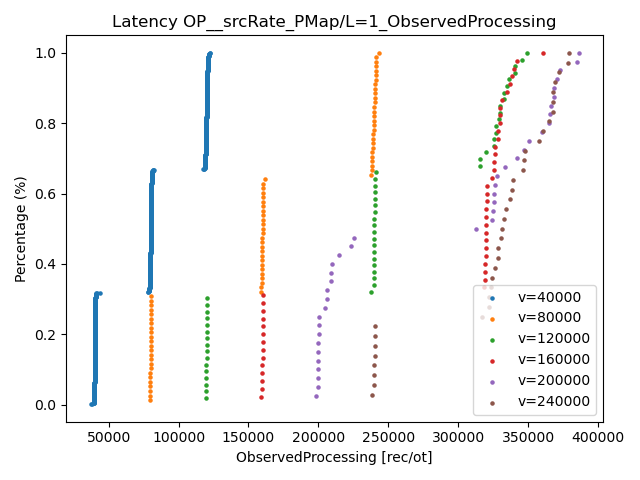 Latency OP__srcRate_PMap/L=1_ObservedProcessing
Percentage (%)
1.0
0.8
0.6
0.4
0.2
0.0
v=40000
v=80000
v=120000
v=160000
v=200000
v=240000
50000 100000 150000 200000 250000 300000 350000 400000
ObservedProcessing [rec/ot]